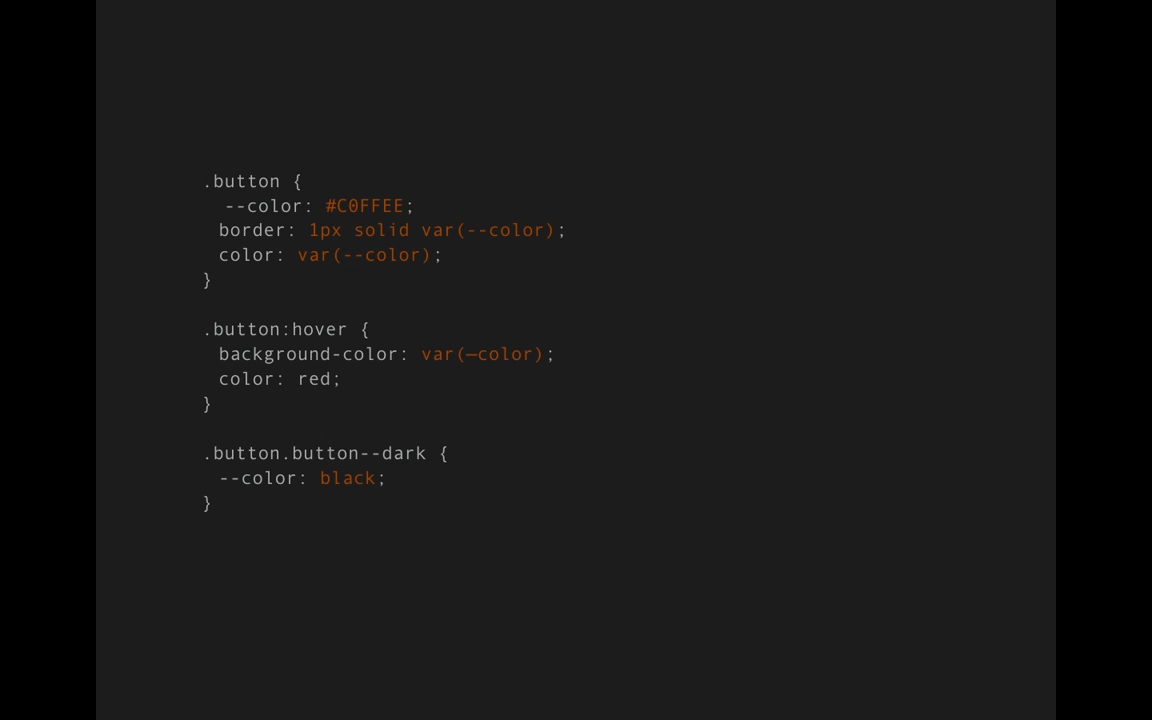 .button {
--color: #C0FFEE;
border: 1px solid var(--color);
color: var(--color);
}
.button:hover {
background-color: var(—color);
color: red;
}
.button.button--dark {
--color: black;
}